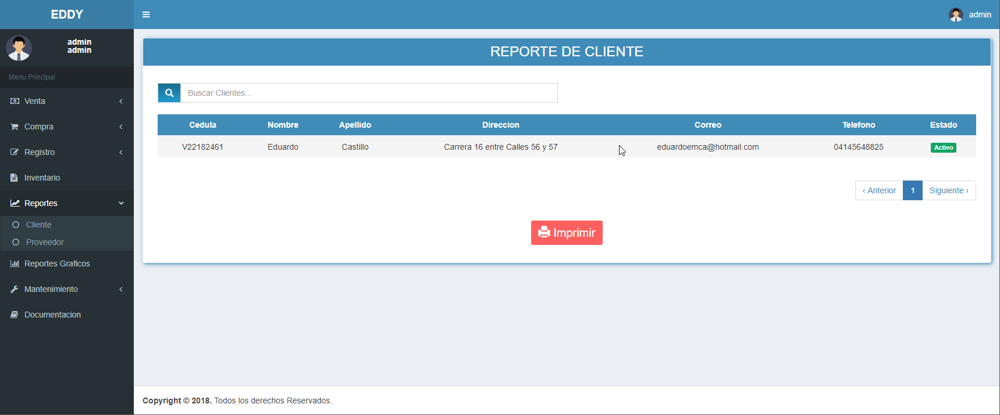 EDDY
admin
admin
admin
Menu Principal
Venta
Compra
Registro
Inventario
Reportes
Cliente
Proveedor
Reportes Graficos
Mantenimiento
Documentacion
REPORTE DE CLIENTE
Buscar Clientes...
Cedula Nombre Apellido Direccion Correo Telefono Estado
V22182461 Eduardo Castillo Carrera 16 entre Calles 56 y 57 eduardoemca@hotmail.com 04145648825 Activo
‹ Anterior 1 Siguiente ›
Imprimir
Copyright © 2018. Todos los derechos Reservados.